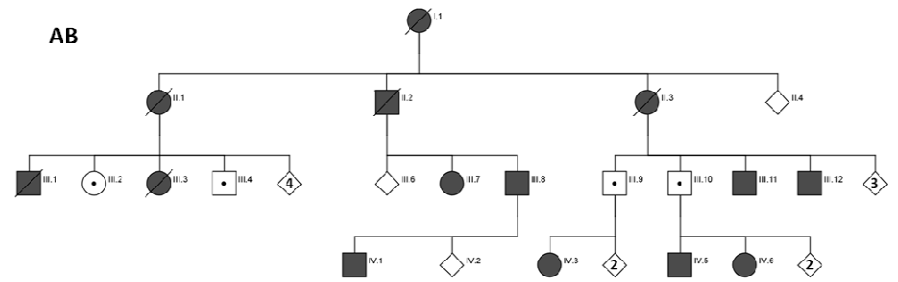 I.1
AB
II.1
II.2
II.3
II.4
III.1
III.2
III.3
III.4
4
III.6
III.7
III.8
III.9
III.10
III.11
III.12
3
IV.1
IV.2
IV.3
2
IV.5
IV.6
2